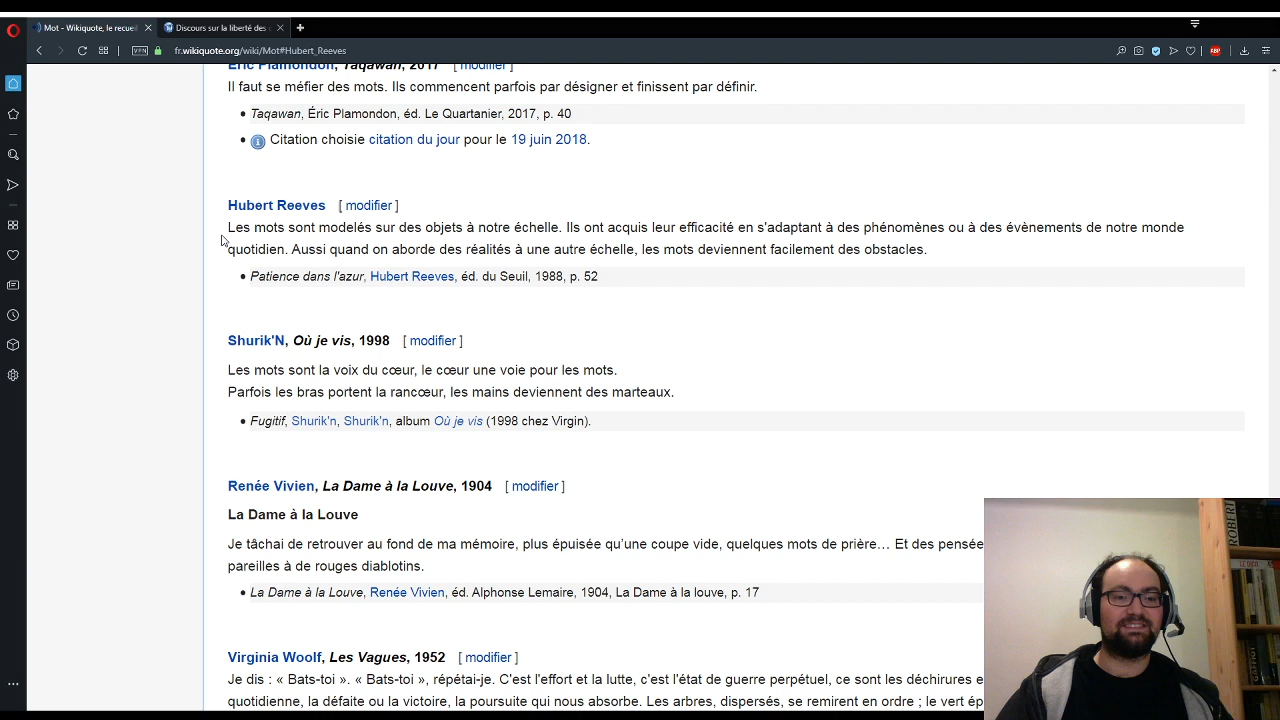 Mot - Wikiquote, le recuei
Discours sur la liberté des
VPN
fr.wikiquote.org/wiki/Mot#Hubert_Reeves
ABP
Éric Plamondon, Taqawan, 2017 [ modifier ]
Il faut se méfier des mots. Ils commencent parfois par désigner et finissent par définir.
• Taqawan, Éric Plamondon, éd. Le Quartanier, 2017, p. 40
• Citation choisie citation du jour pour le 19 juin 2018.
Hubert Reeves [ modifier ]
Les mots sont modelés sur des objets à notre échelle. Ils ont acquis leur efficacité en s'adaptant à des phénomènes ou à des évènements de notre monde
quotidien. Aussi quand on aborde des réalités à une autre échelle, les mots deviennent facilement des obstacles.
• Patience dans l'azur, Hubert Reeves, éd. du Seuil, 1988, p. 52
Shurik'N, Où je vis, 1998 [ modifier ]
Les mots sont la voix du cœur, le cœur une voie pour les mots.
Parfois les bras portent la rancœur, les mains deviennent des marteaux.
• Fugitif, Shurik'n, Shurik'n, album Où je vis (1998 chez Virgin).
Renée Vivien, La Dame à la Louve, 1904 [ modifier ]
La Dame à la Louve
Je tâchai de retrouver au fond de ma mémoire, plus épuisée qu’une coupe vide, quelques mots de prière… Et des pensée
pareilles à de rouges diablotins.
• La Dame à la Louve, Renée Vivien, éd. Alphonse Lemaire, 1904, La Dame à la louve, p. 17
Virginia Woolf, Les Vagues, 1952 [ modifier ]
Je dis : « Bats-toi ». « Bats-toi », répétai-je. C'est l'effort et la lutte, c'est l'état de guerre perpétuel, ce sont les déchirures e
quotidienne, la défaite ou la victoire, la poursuite qui nous absorbe. Les arbres, dispersés, se remirent en ordre ; le vert ép
ROBERT